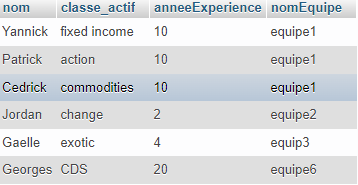 nom classe_actif anneeExperience nomEquipe
Yannick fixed income 10 equipe1
Patrick action 10 equipe1
Cedrick commodities 10 equipe1
Jordan change 2 equipe2
Gaelle exotic 4 equip3
Georges CDS 20 equipe6